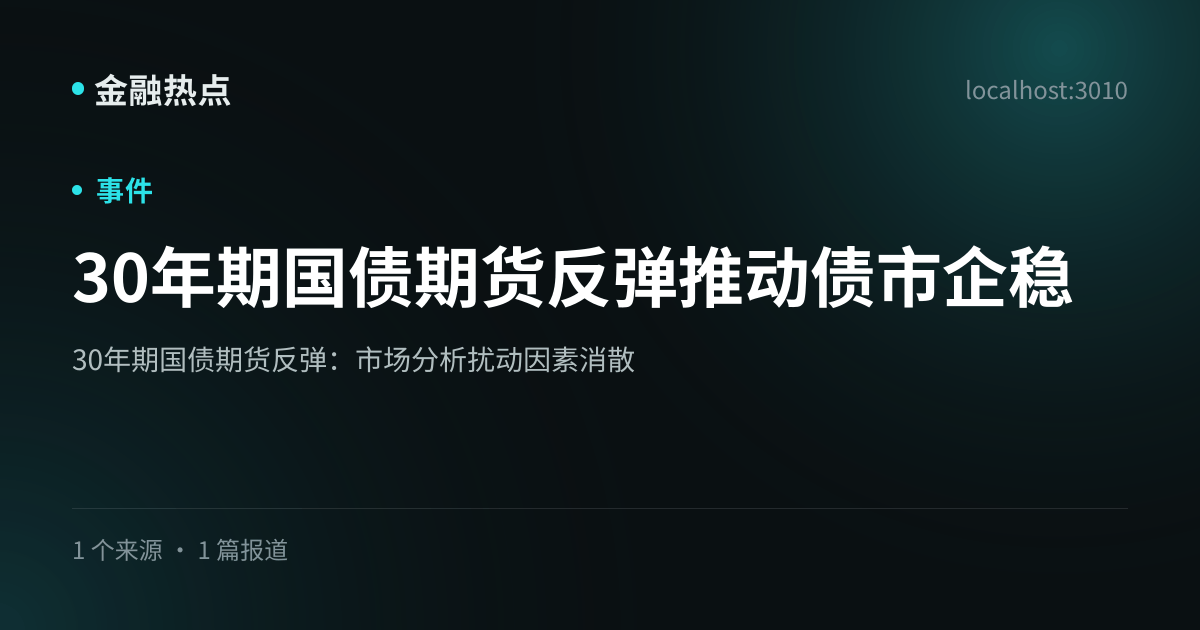 金融热点
localhost:3010
事件
30年期国债期货反弹推动债市企稳
30年期国债期货反弹：市场分析扰动因素消散
1 个来源 · 1 篇报道